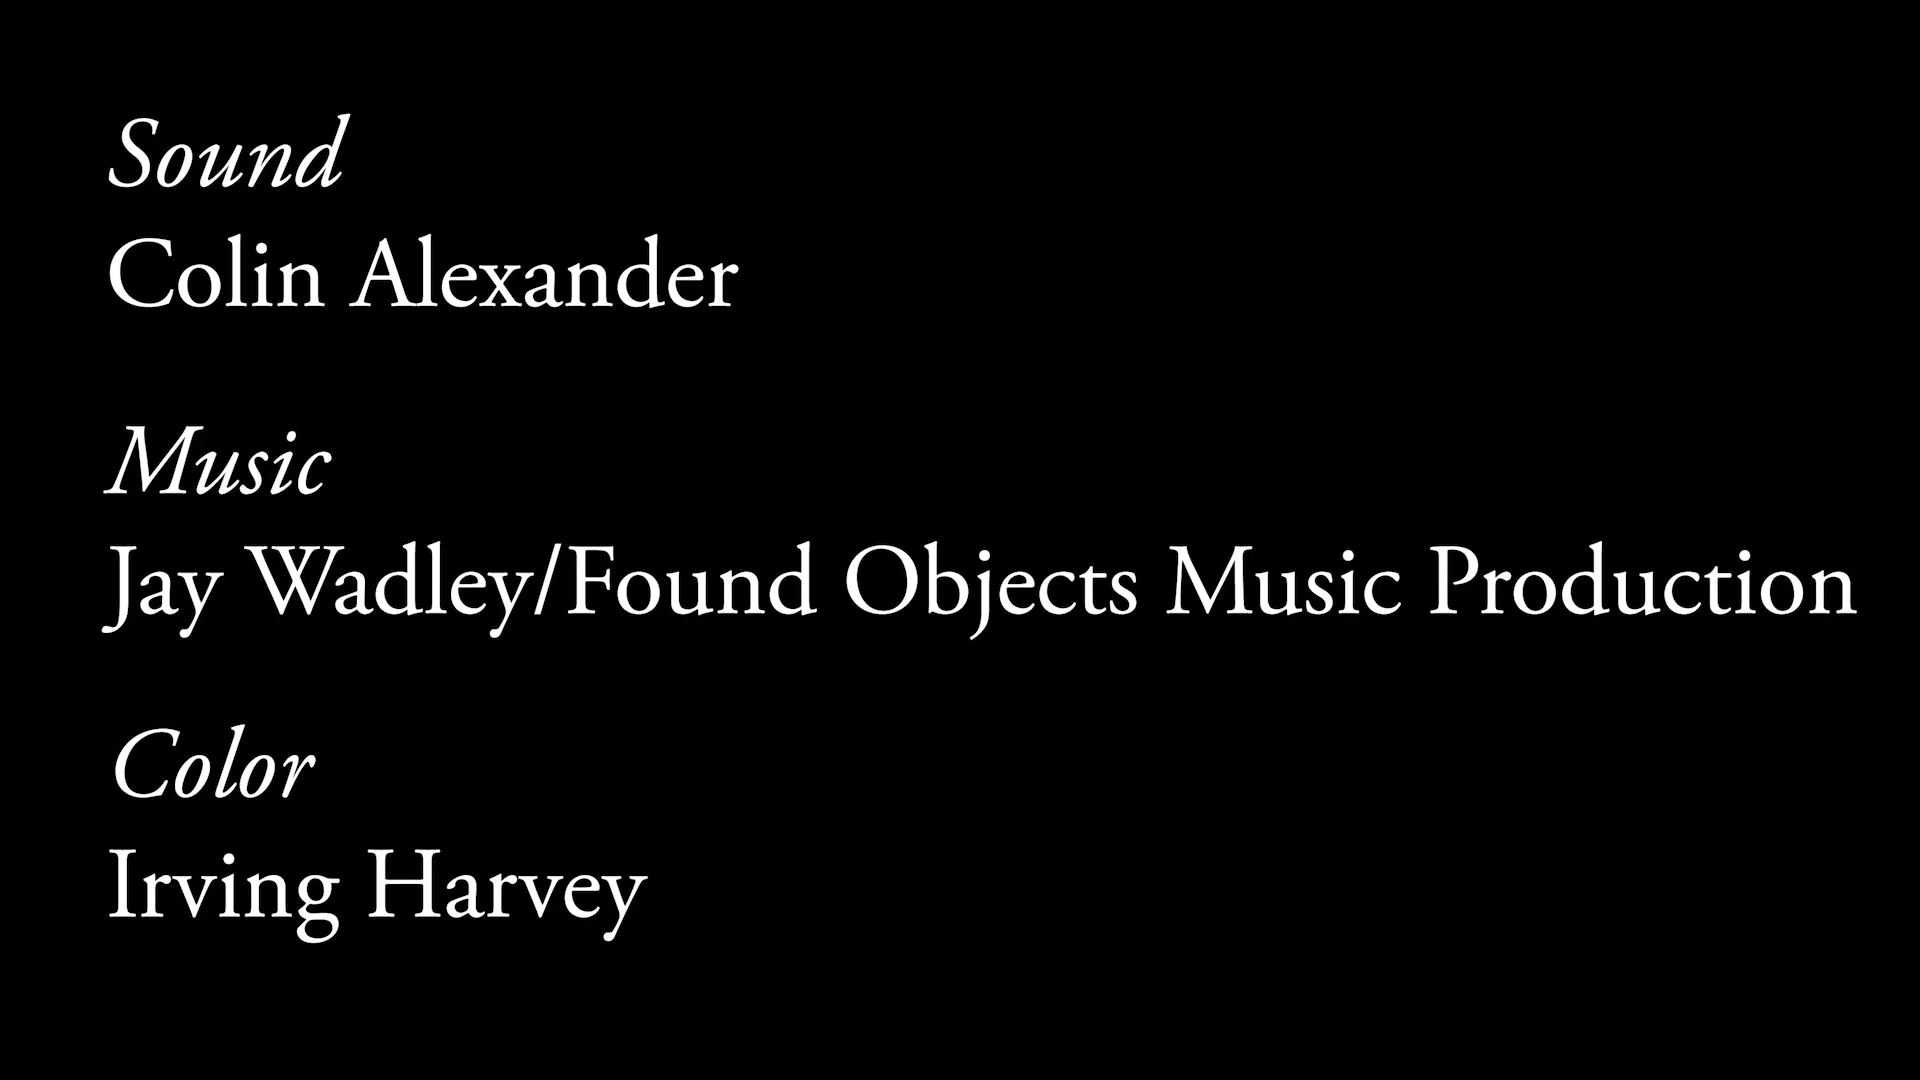 Sound
Colin Alexander
Music
Jay Wadley/Found Objects Music Production
Color
Irving Harvey